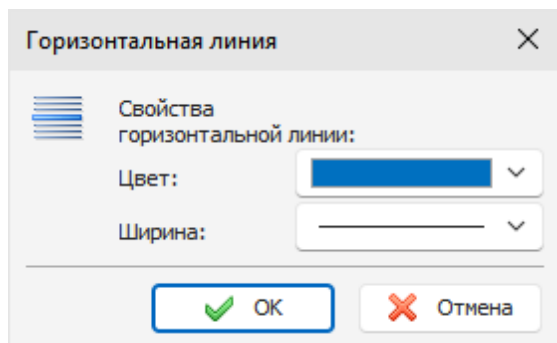 Горизонтальная линия
Свойства
горизонтальной линии:
Цвет:
Ширина:
OK
Отмена